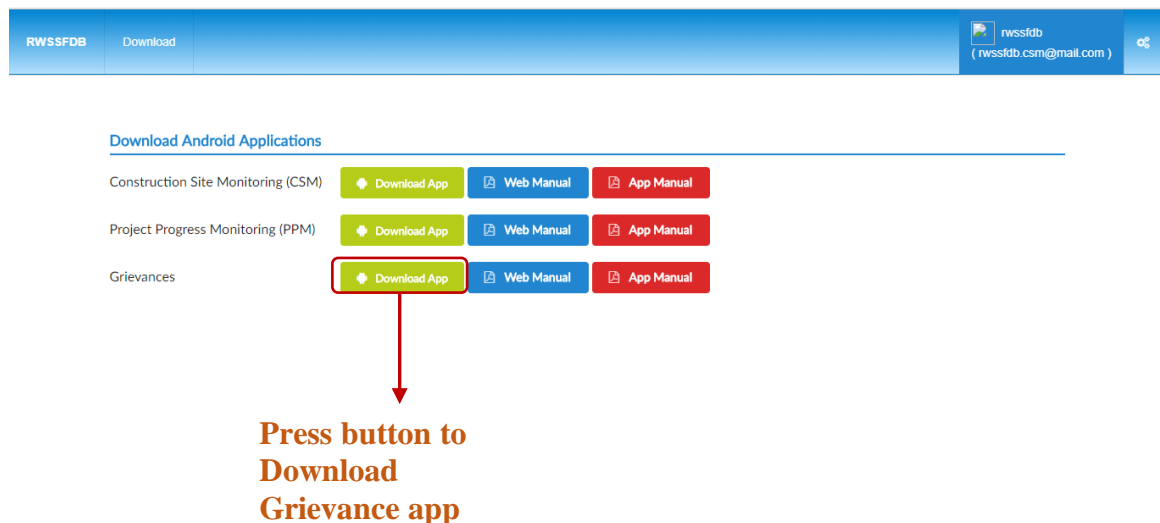 RWSSFDB Download rwssfdb
( rwssfdb.csm@mail.com )
Download Android Applications
Construction Site Monitoring (CSM) Download App Web Manual App Manual
Project Progress Monitoring (PPM) Download App Web Manual App Manual
Grievances Download App Web Manual App Manual
Press button to
Download
Grievance app